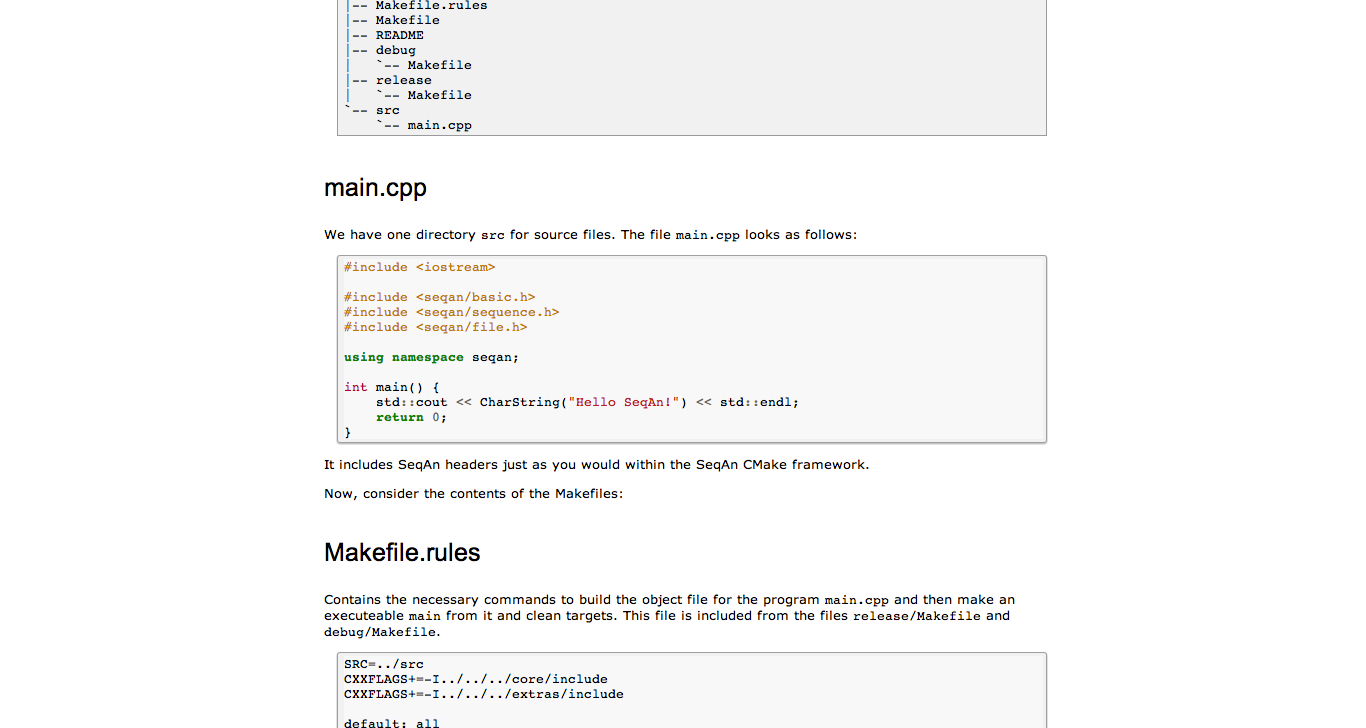 |-- Makefile.rules
|-- Makefile
|-- README
|-- debug
|   `-- Makefile
|-- release
|   `-- Makefile
`-- src
    `-- main.cpp
main.cpp
We have one directory src for source files. The file main.cpp looks as follows:
#include <iostream>
#include <seqan/basic.h>
#include <seqan/sequence.h>
#include <seqan/file.h>
using namespace seqan;
int main() {
    std::cout << CharString("Hello SeqAn!") << std::endl;
    return 0;
}
It includes SeqAn headers just as you would within the SeqAn CMake framework.
Now, consider the contents of the Makefiles:
Makefile.rules
Contains the necessary commands to build the object file for the program main.cpp and then make an
executeable main from it and clean targets. This file is included from the files release/Makefile and
debug/Makefile.
SRC=../src
CXXFLAGS+=-I../../../core/include
CXXFLAGS+=-I../../../extras/include
default: all